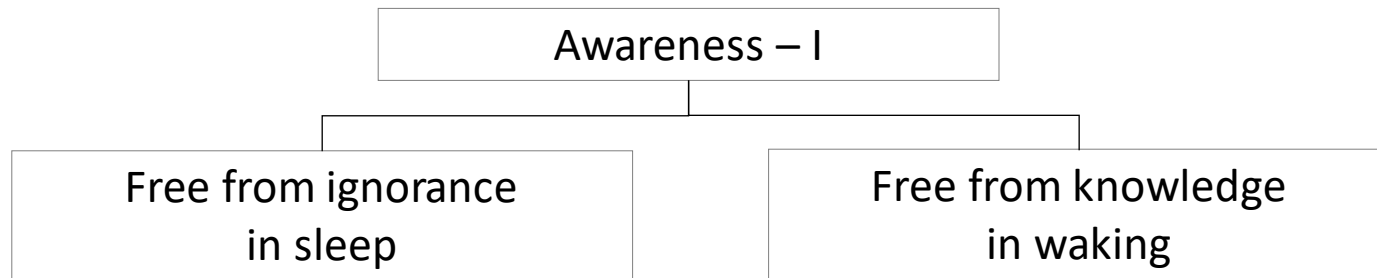 Awareness – I
Free from ignorance
in sleep
Free from knowledge
in waking